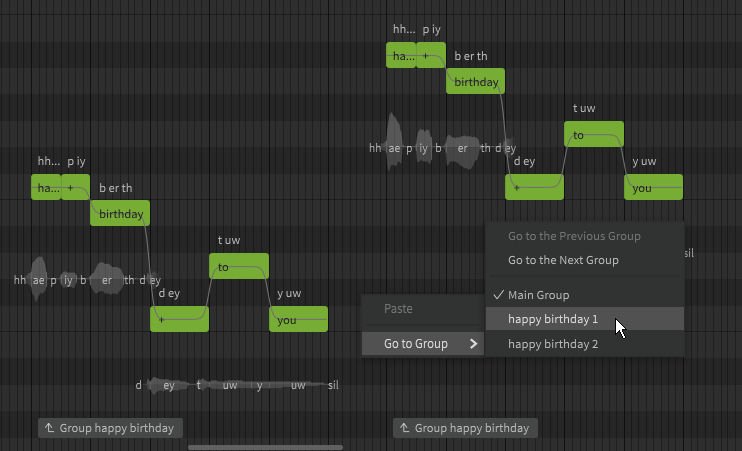 hh... p iy
ha... + b er th
birthday
t uw
to
hh ae p iy b er th d ey
d ey
y uw
+ you
hh... p iy
ha... + b er th
birthday
t uw
to
hh ae p iy b er th d ey
d ey
y uw
+ you
d ey t uw y uw sil
sil
Go to the Previous Group
Go to the Next Group
Main Group
happy birthday 1
happy birthday 2
Paste
Go to Group
Group happy birthday
Group happy birthday